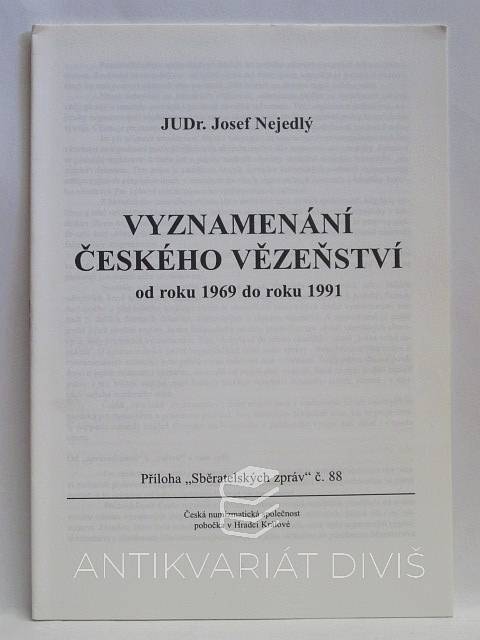 JUDr. Josef Nejedlý
VYZNAMENÁNÍ
ČESKÉHO VĚZEŇSTVÍ
od roku 1969 do roku 1991
Příloha „Sběratelských zpráv“ č. 88
Česká numizmatická společnost
pobočka v Hradci Králové
ANTIKVARIÁT DIVIŠ